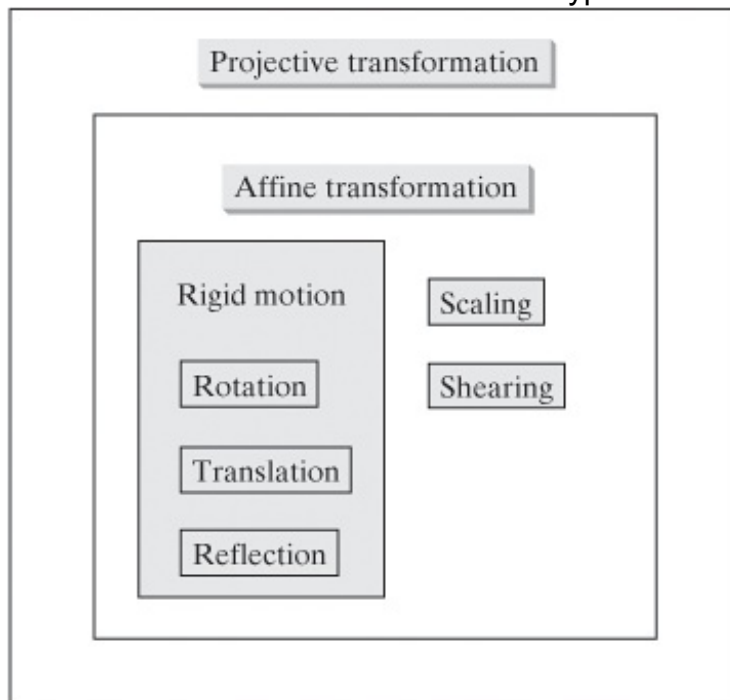 Projective transformation
Affine transformation
Rigid motion
Scaling
Rotation
Shearing
Translation
Reflection